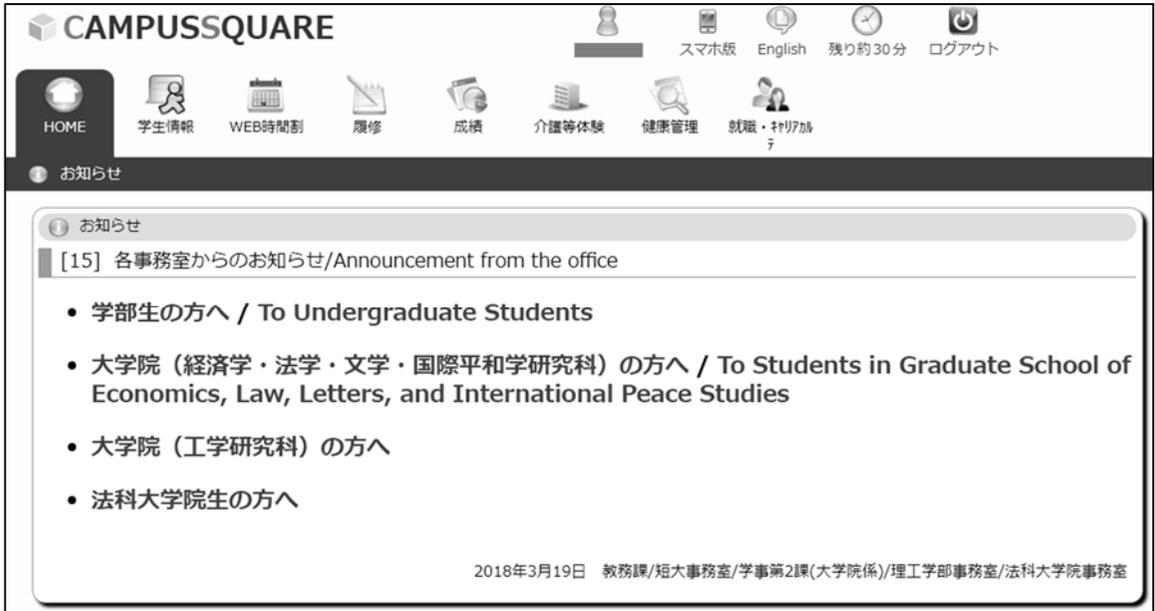 CAMPUSSQUARE
スマホ版 English 残り約30分 ログアウト
HOME 学生情報 WEB時間割 履修 成績 介護等体験 健康管理 就職・ｷｬﾘｱｶﾙ
ﾃ
お知らせ
お知らせ
[15] 各事務室からのお知らせ/Announcement from the office
• 学部生の方へ / To Undergraduate Students
• 大学院（経済学・法学・文学・国際平和学研究科）の方へ / To Students in Graduate School of
Economics, Law, Letters, and International Peace Studies
• 大学院（工学研究科）の方へ
• 法科大学院生の方へ
2018年3月19日 教務課/短大事務室/学事第2課(大学院係)/理工学部事務室/法科大学院事務室